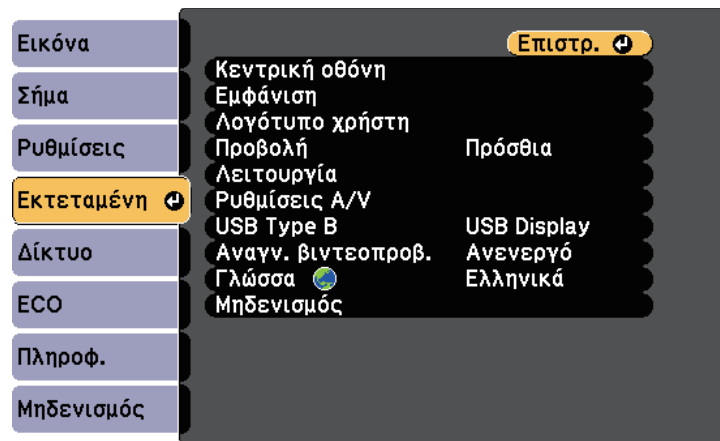 Εικόνα
Σήμα
Ρυθμίσεις
Εκτεταμένη
Δίκτυο
ECO
Πληροφ.
Μηδενισμός
Επιστρ.
Κεντρική οθόνη
Εμφάνιση
Λογότυπο χρήστη
Προβολή Πρόσθια
Λειτουργία
Ρυθμίσεις A/V
USB Type B USB Display
Αναγν. βιντεοπροβ. Ανενεργό
Γλώσσα Ελληνικά
Μηδενισμός